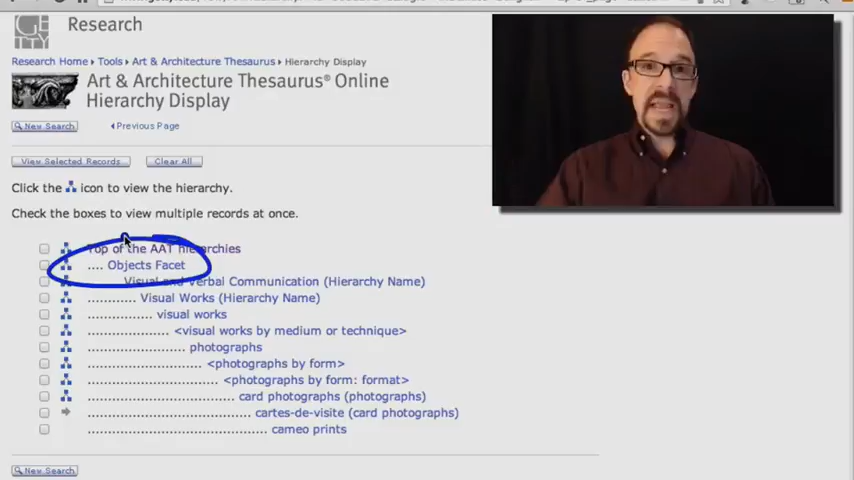 GETTY
Research
Research Home Tools Art & Architecture Thesaurus Hierarchy Display
Art & Architecture Thesaurus® Online
Hierarchy Display
New Search Previous Page
View Selected Records Clear All
Click the icon to view the hierarchy.
Check the boxes to view multiple records at once.
Top of the AAT hierarchies
.... Objects Facet
Visual and Verbal Communication (Hierarchy Name)
............ Visual Works (Hierarchy Name)
................ visual works
.................... <visual works by medium or technique>
........................ photographs
............................ <photographs by form>
................................ <photographs by form: format>
.................................... card photographs (photographs)
........................................ cartes-de-visite (card photographs)
............................................ cameo prints
New Search